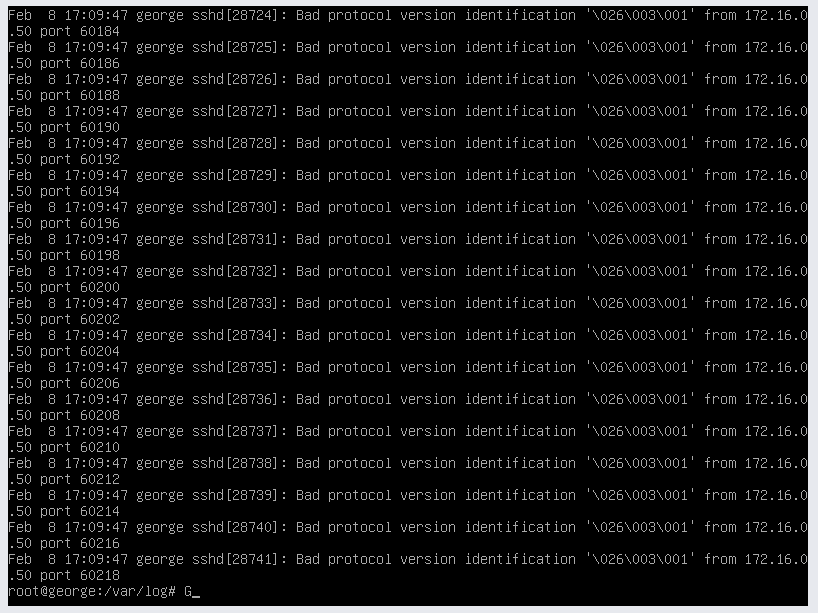 Feb  8 17:09:47 george sshd[28724]: Bad protocol version identification '\026\003\001' from 172.16.0
.50 port 60184
Feb  8 17:09:47 george sshd[28725]: Bad protocol version identification '\026\003\001' from 172.16.0
.50 port 60186
Feb  8 17:09:47 george sshd[28726]: Bad protocol version identification '\026\003\001' from 172.16.0
.50 port 60188
Feb  8 17:09:47 george sshd[28727]: Bad protocol version identification '\026\003\001' from 172.16.0
.50 port 60190
Feb  8 17:09:47 george sshd[28728]: Bad protocol version identification '\026\003\001' from 172.16.0
.50 port 60192
Feb  8 17:09:47 george sshd[28729]: Bad protocol version identification '\026\003\001' from 172.16.0
.50 port 60194
Feb  8 17:09:47 george sshd[28730]: Bad protocol version identification '\026\003\001' from 172.16.0
.50 port 60196
Feb  8 17:09:47 george sshd[28731]: Bad protocol version identification '\026\003\001' from 172.16.0
.50 port 60198
Feb  8 17:09:47 george sshd[28732]: Bad protocol version identification '\026\003\001' from 172.16.0
.50 port 60200
Feb  8 17:09:47 george sshd[28733]: Bad protocol version identification '\026\003\001' from 172.16.0
.50 port 60202
Feb  8 17:09:47 george sshd[28734]: Bad protocol version identification '\026\003\001' from 172.16.0
.50 port 60204
Feb  8 17:09:47 george sshd[28735]: Bad protocol version identification '\026\003\001' from 172.16.0
.50 port 60206
Feb  8 17:09:47 george sshd[28736]: Bad protocol version identification '\026\003\001' from 172.16.0
.50 port 60208
Feb  8 17:09:47 george sshd[28737]: Bad protocol version identification '\026\003\001' from 172.16.0
.50 port 60210
Feb  8 17:09:47 george sshd[28738]: Bad protocol version identification '\026\003\001' from 172.16.0
.50 port 60212
Feb  8 17:09:47 george sshd[28739]: Bad protocol version identification '\026\003\001' from 172.16.0
.50 port 60214
Feb  8 17:09:47 george sshd[28740]: Bad protocol version identification '\026\003\001' from 172.16.0
.50 port 60216
Feb  8 17:09:47 george sshd[28741]: Bad protocol version identification '\026\003\001' from 172.16.0
.50 port 60218
root@george:/var/log# G_